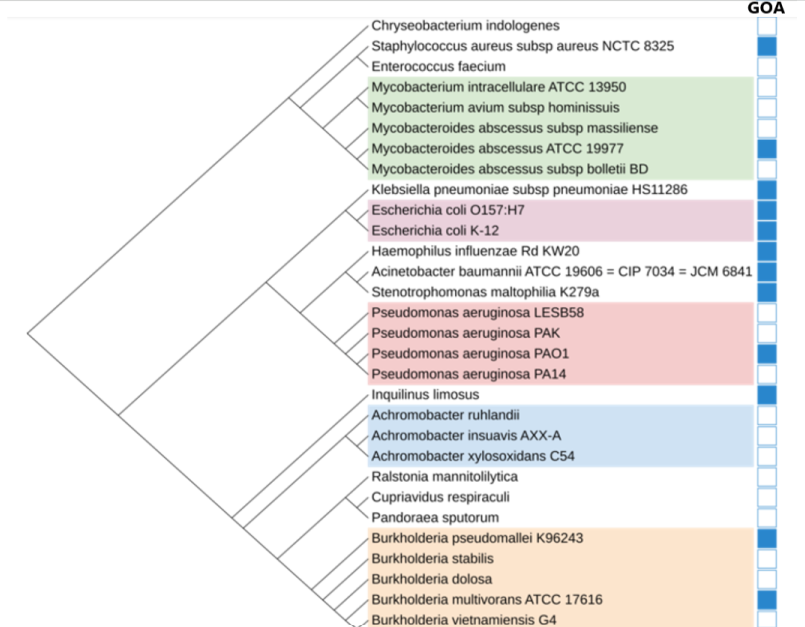 GOA
Chryseobacterium indologenes
Staphylococcus aureus subsp aureus NCTC 8325
Enterococcus faecium
Mycobacterium intracellulare ATCC 13950
Mycobacterium avium subsp hominissuis
Mycobacteroides abscessus subsp massiliense
Mycobacteroides abscessus ATCC 19977
Mycobacteroides abscessus subsp bolletii BD
Klebsiella pneumoniae subsp pneumoniae HS11286
Escherichia coli O157:H7
Escherichia coli K-12
Haemophilus influenzae Rd KW20
Acinetobacter baumannii ATCC 19606 = CIP 7034 = JCM 6841
Stenotrophomonas maltophilia K279a
Pseudomonas aeruginosa LESB58
Pseudomonas aeruginosa PAK
Pseudomonas aeruginosa PAO1
Pseudomonas aeruginosa PA14
Inquilinus limosus
Achromobacter ruhlandii
Achromobacter insuavis AXX-A
Achromobacter xylosoxidans C54
Ralstonia mannitolilytica
Cupriavidus respiraculi
Pandoraea sputorum
Burkholderia pseudomallei K96243
Burkholderia stabilis
Burkholderia dolosa
Burkholderia multivorans ATCC 17616
Burkholderia vietnamiensis G4